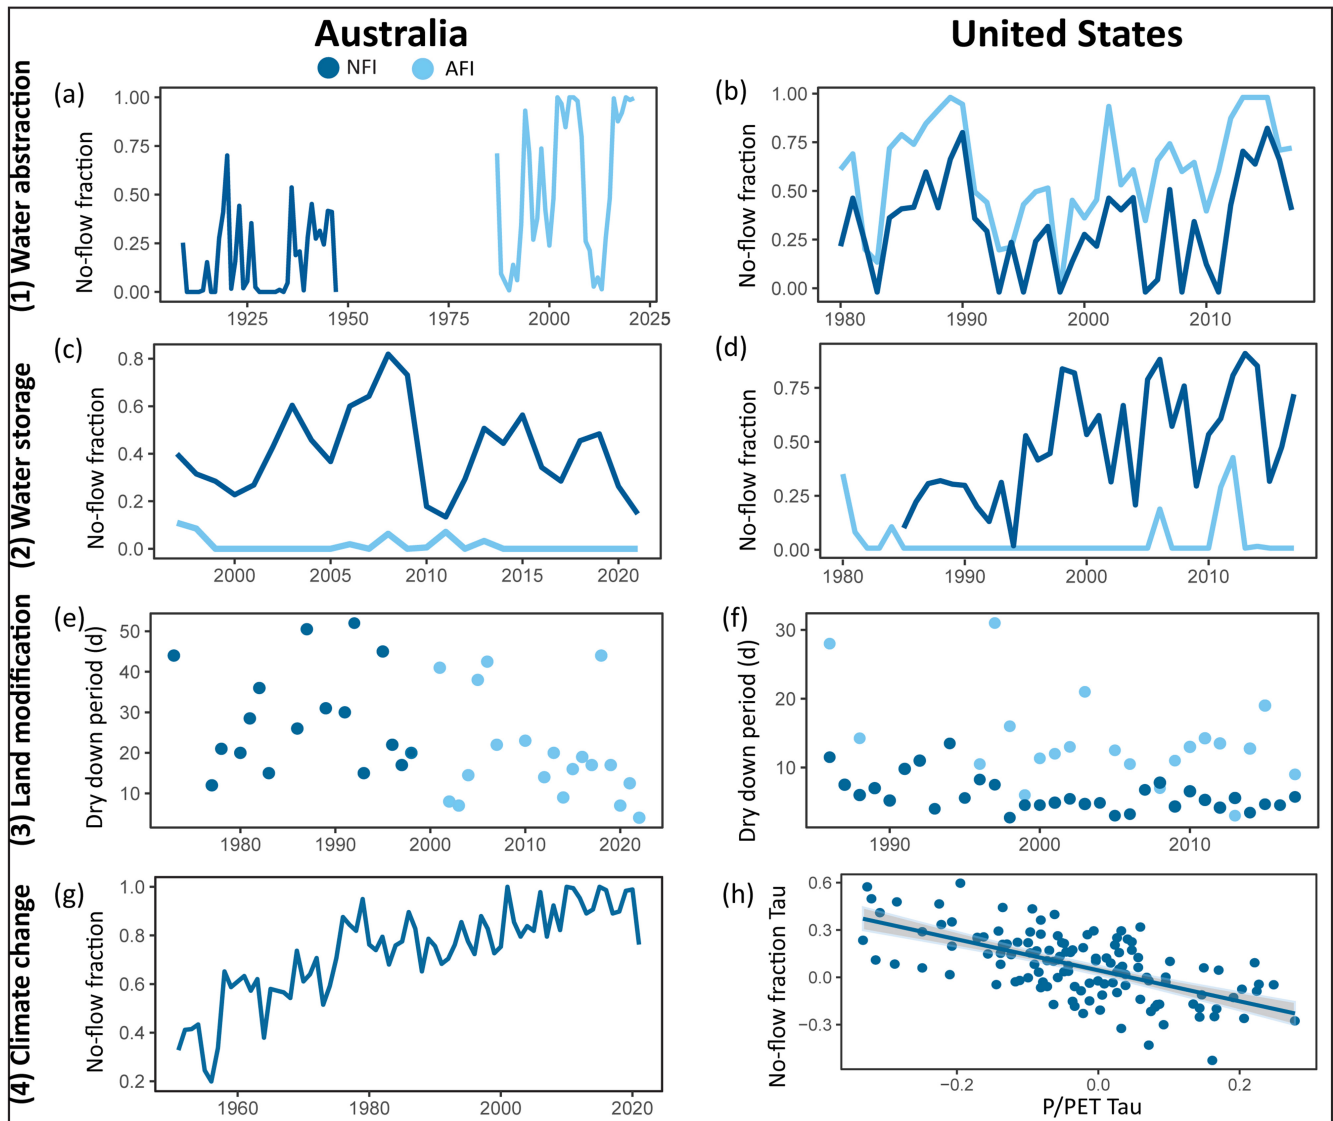 Australia
United States
NFI
AFI
(1) Water abstraction
(a)
No-flow fraction
1.00
0.75
0.50
0.25
0.00
1925
1950
1975
2000
2025
(b)
No-flow fraction
1.00
0.75
0.50
0.25
0.00
1980
1990
2000
2010
(2) Water storage
(c)
No-flow fraction
0.8
0.6
0.4
0.2
0.0
2000
2005
2010
2015
2020
(d)
No-flow fraction
0.75
0.50
0.25
0.00
1980
1990
2000
2010
(3) Land modification
(e)
Dry down period (d)
50
40
30
20
10
1980
1990
2000
2010
2020
(f)
Dry down period (d)
30
20
10
1990
2000
2010
(4) Climate change
(g)
No-flow fraction
1.0
0.8
0.6
0.4
0.2
1960
1980
2000
2020
(h)
No-flow fraction Tau
0.6
0.3
0.0
−0.3
−0.2
0.0
0.2
P/PET Tau